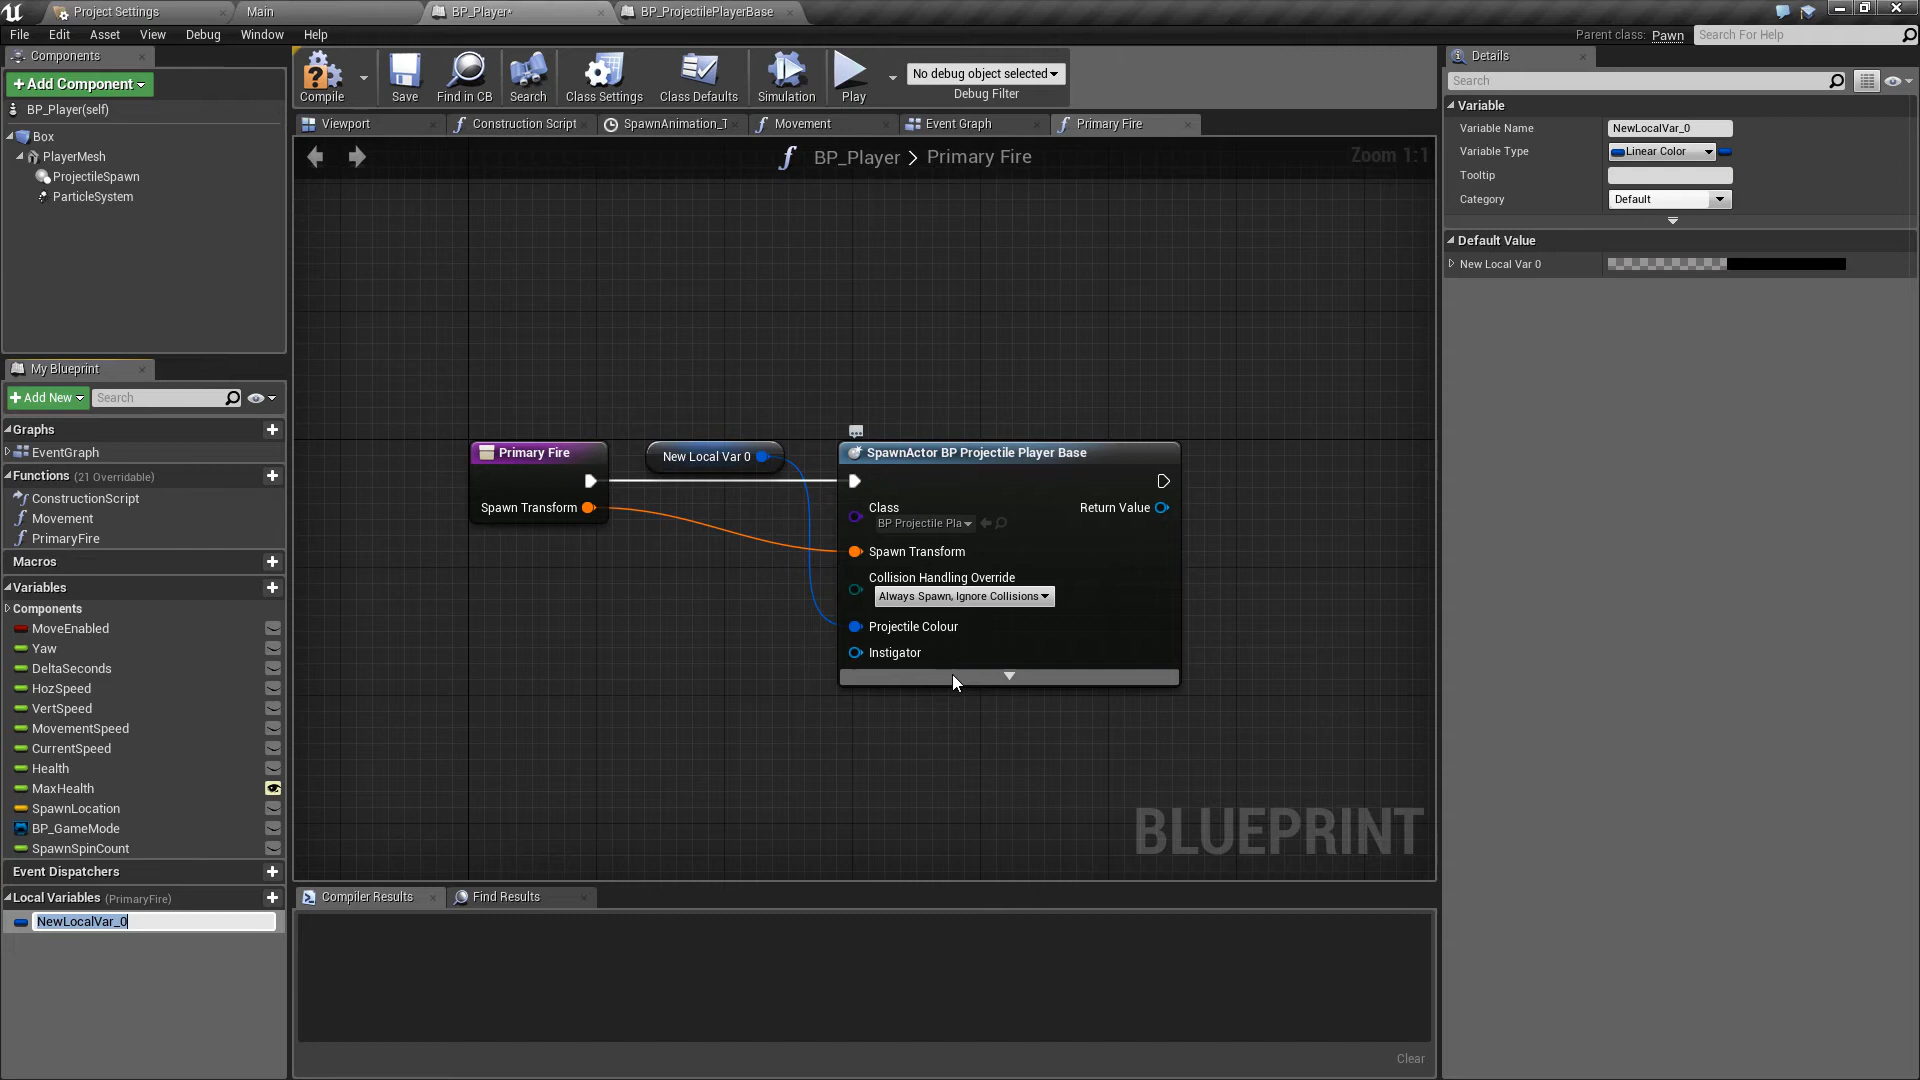 Project Settings
Main
BP_Player*
BP_ProjectilePlayerBase
File Edit Asset View Debug Window Help
Parent class: Pawn
Search For Help
Components
+ Add Component
BP_Player(self)
Box
PlayerMesh
ProjectileSpawn
ParticleSystem
Compile
Save
Find in CB
Search
Class Settings
Class Defaults
Simulation
Play
No debug object selected
Debug Filter
Viewport
Construction Script
SpawnAnimation_T
Movement
Event Graph
Primary Fire
BP_Player > Primary Fire
Zoom 1:1
My Blueprint
+ Add New
Search
Graphs
EventGraph
Functions (21 Overridable)
ConstructionScript
Movement
PrimaryFire
Macros
Variables
Components
MoveEnabled
Yaw
DeltaSeconds
HozSpeed
VertSpeed
MovementSpeed
CurrentSpeed
Health
MaxHealth
SpawnLocation
BP_GameMode
SpawnSpinCount
Event Dispatchers
Local Variables (PrimaryFire)
NewLocalVar_0
Primary Fire
Spawn Transform
New Local Var 0
SpawnActor BP Projectile Player Base
Class
BP Projectile Pla
Return Value
Spawn Transform
Collision Handling Override
Always Spawn, Ignore Collisions
Projectile Colour
Instigator
BLUEPRINT
Compiler Results
Find Results
Clear
Details
Search
Variable
Variable Name NewLocalVar_0
Variable Type Linear Color
Tooltip
Category Default
Default Value
New Local Var 0